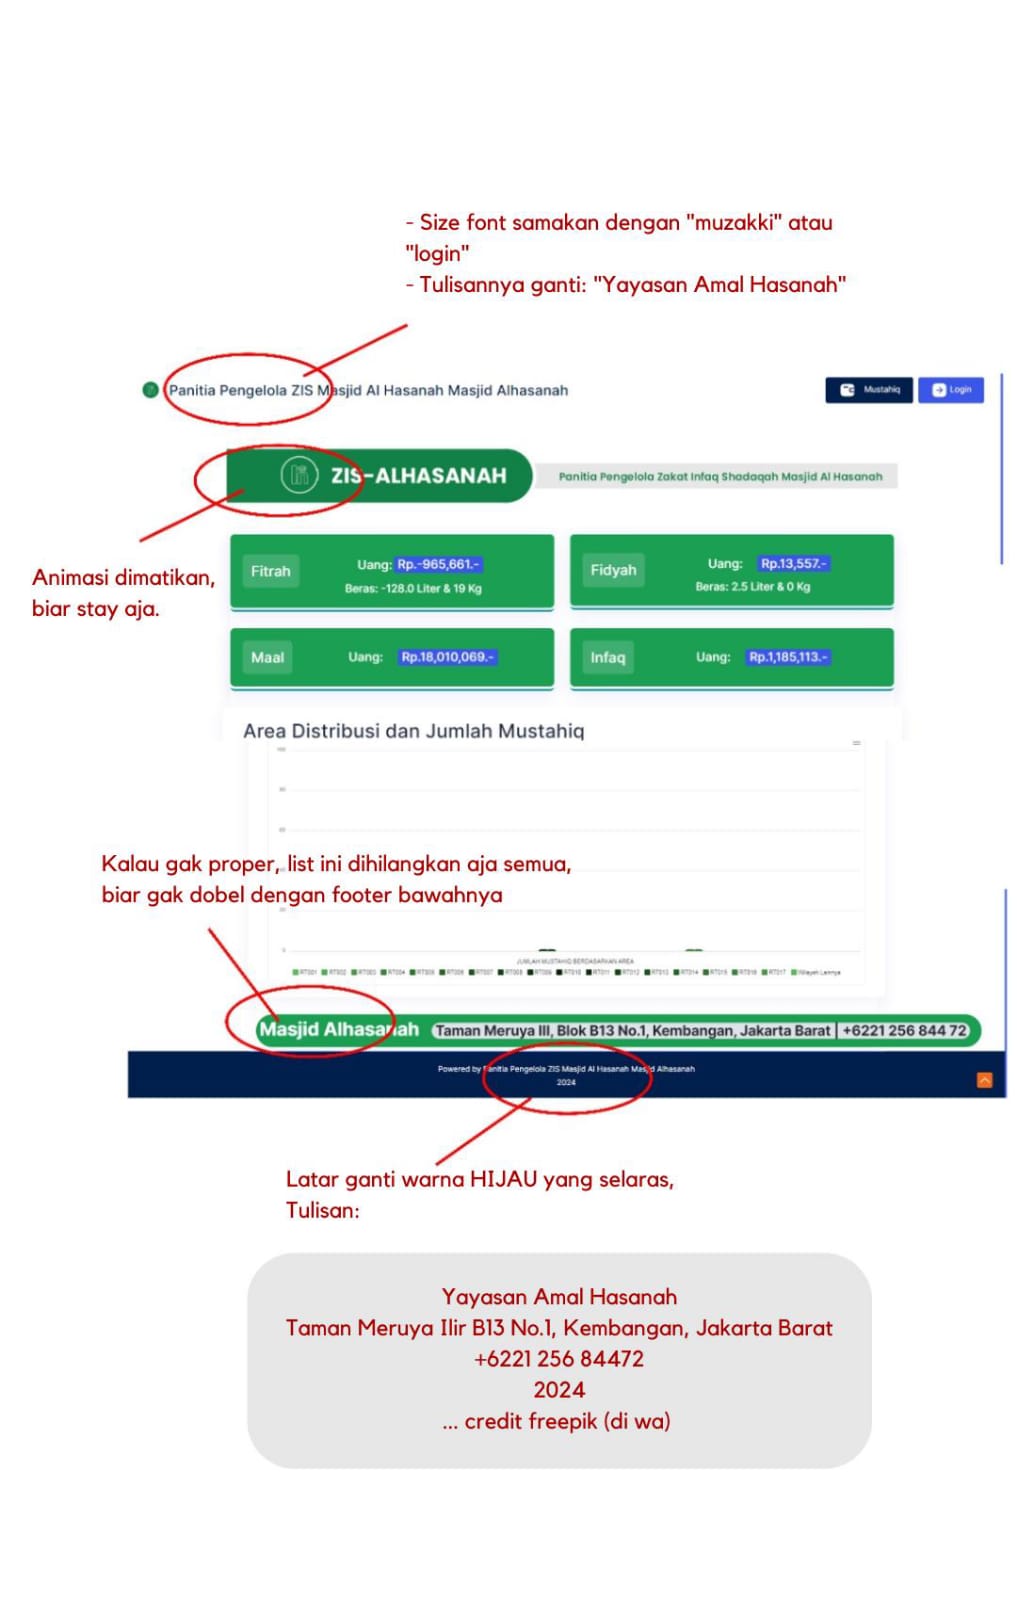 - Size font samakan dengan "muzakki" atau
"login"
- Tulisannya ganti: "Yayasan Amal Hasanah"
Panitia Pengelola ZIS Masjid Al Hasanah Masjid Alhasanah
Mustahiq
Login
ZIS-ALHASANAH
Panitia Pengelola Zakat Infaq Shadaqah Masjid Al Hasanah
Animasi dimatikan,
biar stay aja.
Fitrah
Uang: Rp.-965,661.-
Beras: -128.0 Liter & 19 Kg
Fidyah
Uang: Rp.13,557.-
Beras: 2.5 Liter & 0 Kg
Maal
Uang: Rp.18,010,069.-
Infaq
Uang: Rp.1,185,113.-
Area Distribusi dan Jumlah Mustahiq
100
80
60
Kalau gak proper, list ini dihilangkan aja semua,
biar gak dobel dengan footer bawahnya
40
20
0
JUMLAH MUSTAHIQ BERDASARKAN AREA
RT001 RT002 RT003 RT004 RT005 RT006 RT007 RT008 RT009 RT010 RT011 RT012 RT013 RT014 RT015 RT016 RT017 Wilayah Lainnya
Masjid Alhasanah
Taman Meruya III, Blok B13 No.1, Kembangan, Jakarta Barat | +6221 256 844 72
Powered by Panitia Pengelola ZIS Masjid Al Hasanah Masjid Alhasanah
2024
Latar ganti warna HIJAU yang selaras,
Tulisan:
Yayasan Amal Hasanah
Taman Meruya Ilir B13 No.1, Kembangan, Jakarta Barat
+6221 256 84472
2024
... credit freepik (di wa)